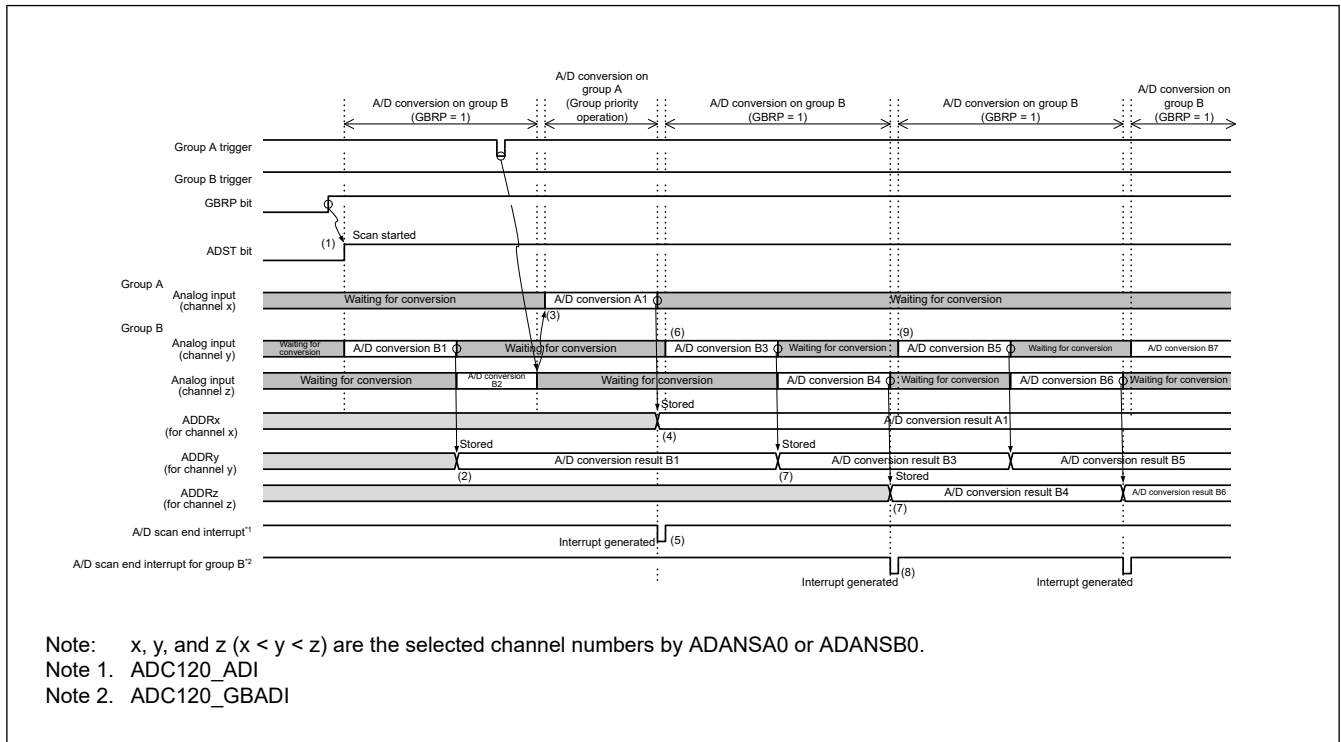 A/D conversion on
group A
(Group priority
operation)
A/D conversion on group B
(GBRP = 1)
A/D conversion on group B
(GBRP = 1)
A/D conversion on group B
(GBRP = 1)
A/D conversion on
group B
(GBRP = 1)
Group A trigger
Group B trigger
GBRP bit
(1)
Scan started
ADST bit
Group A
Analog input
(channel x)
Waiting for conversion
A/D conversion A1
Waiting for conversion
(3)
Group B
(6)
(9)
Analog input
(channel y)
Waiting for
conversion
A/D conversion B1
Waiting for conversion
A/D conversion B3
Waiting for conversion
A/D conversion B5
Waiting for conversion
A/D conversion B7
Analog input
(channel z)
Waiting for conversion
A/D conversion
B2
Waiting for conversion
A/D conversion B4
Waiting for conversion
A/D conversion B6
Waiting for conversion
Stored
ADDRx
(for channel x)
A/D conversion result A1
(4)
Stored
Stored
ADDRy
(for channel y)
A/D conversion result B1
A/D conversion result B3
A/D conversion result B5
(2)
(7)
Stored
ADDRz
(for channel z)
A/D conversion result B4
A/D conversion result B6
(7)
A/D scan end interrupt*1
Interrupt generated
(5)
A/D scan end interrupt for group B*2
(8)
Interrupt generated
Interrupt generated
Note: x, y, and z (x < y < z) are the selected channel numbers by ADANSA0 or ADANSB0.
Note 1. ADC120_ADI
Note 2. ADC120_GBADI